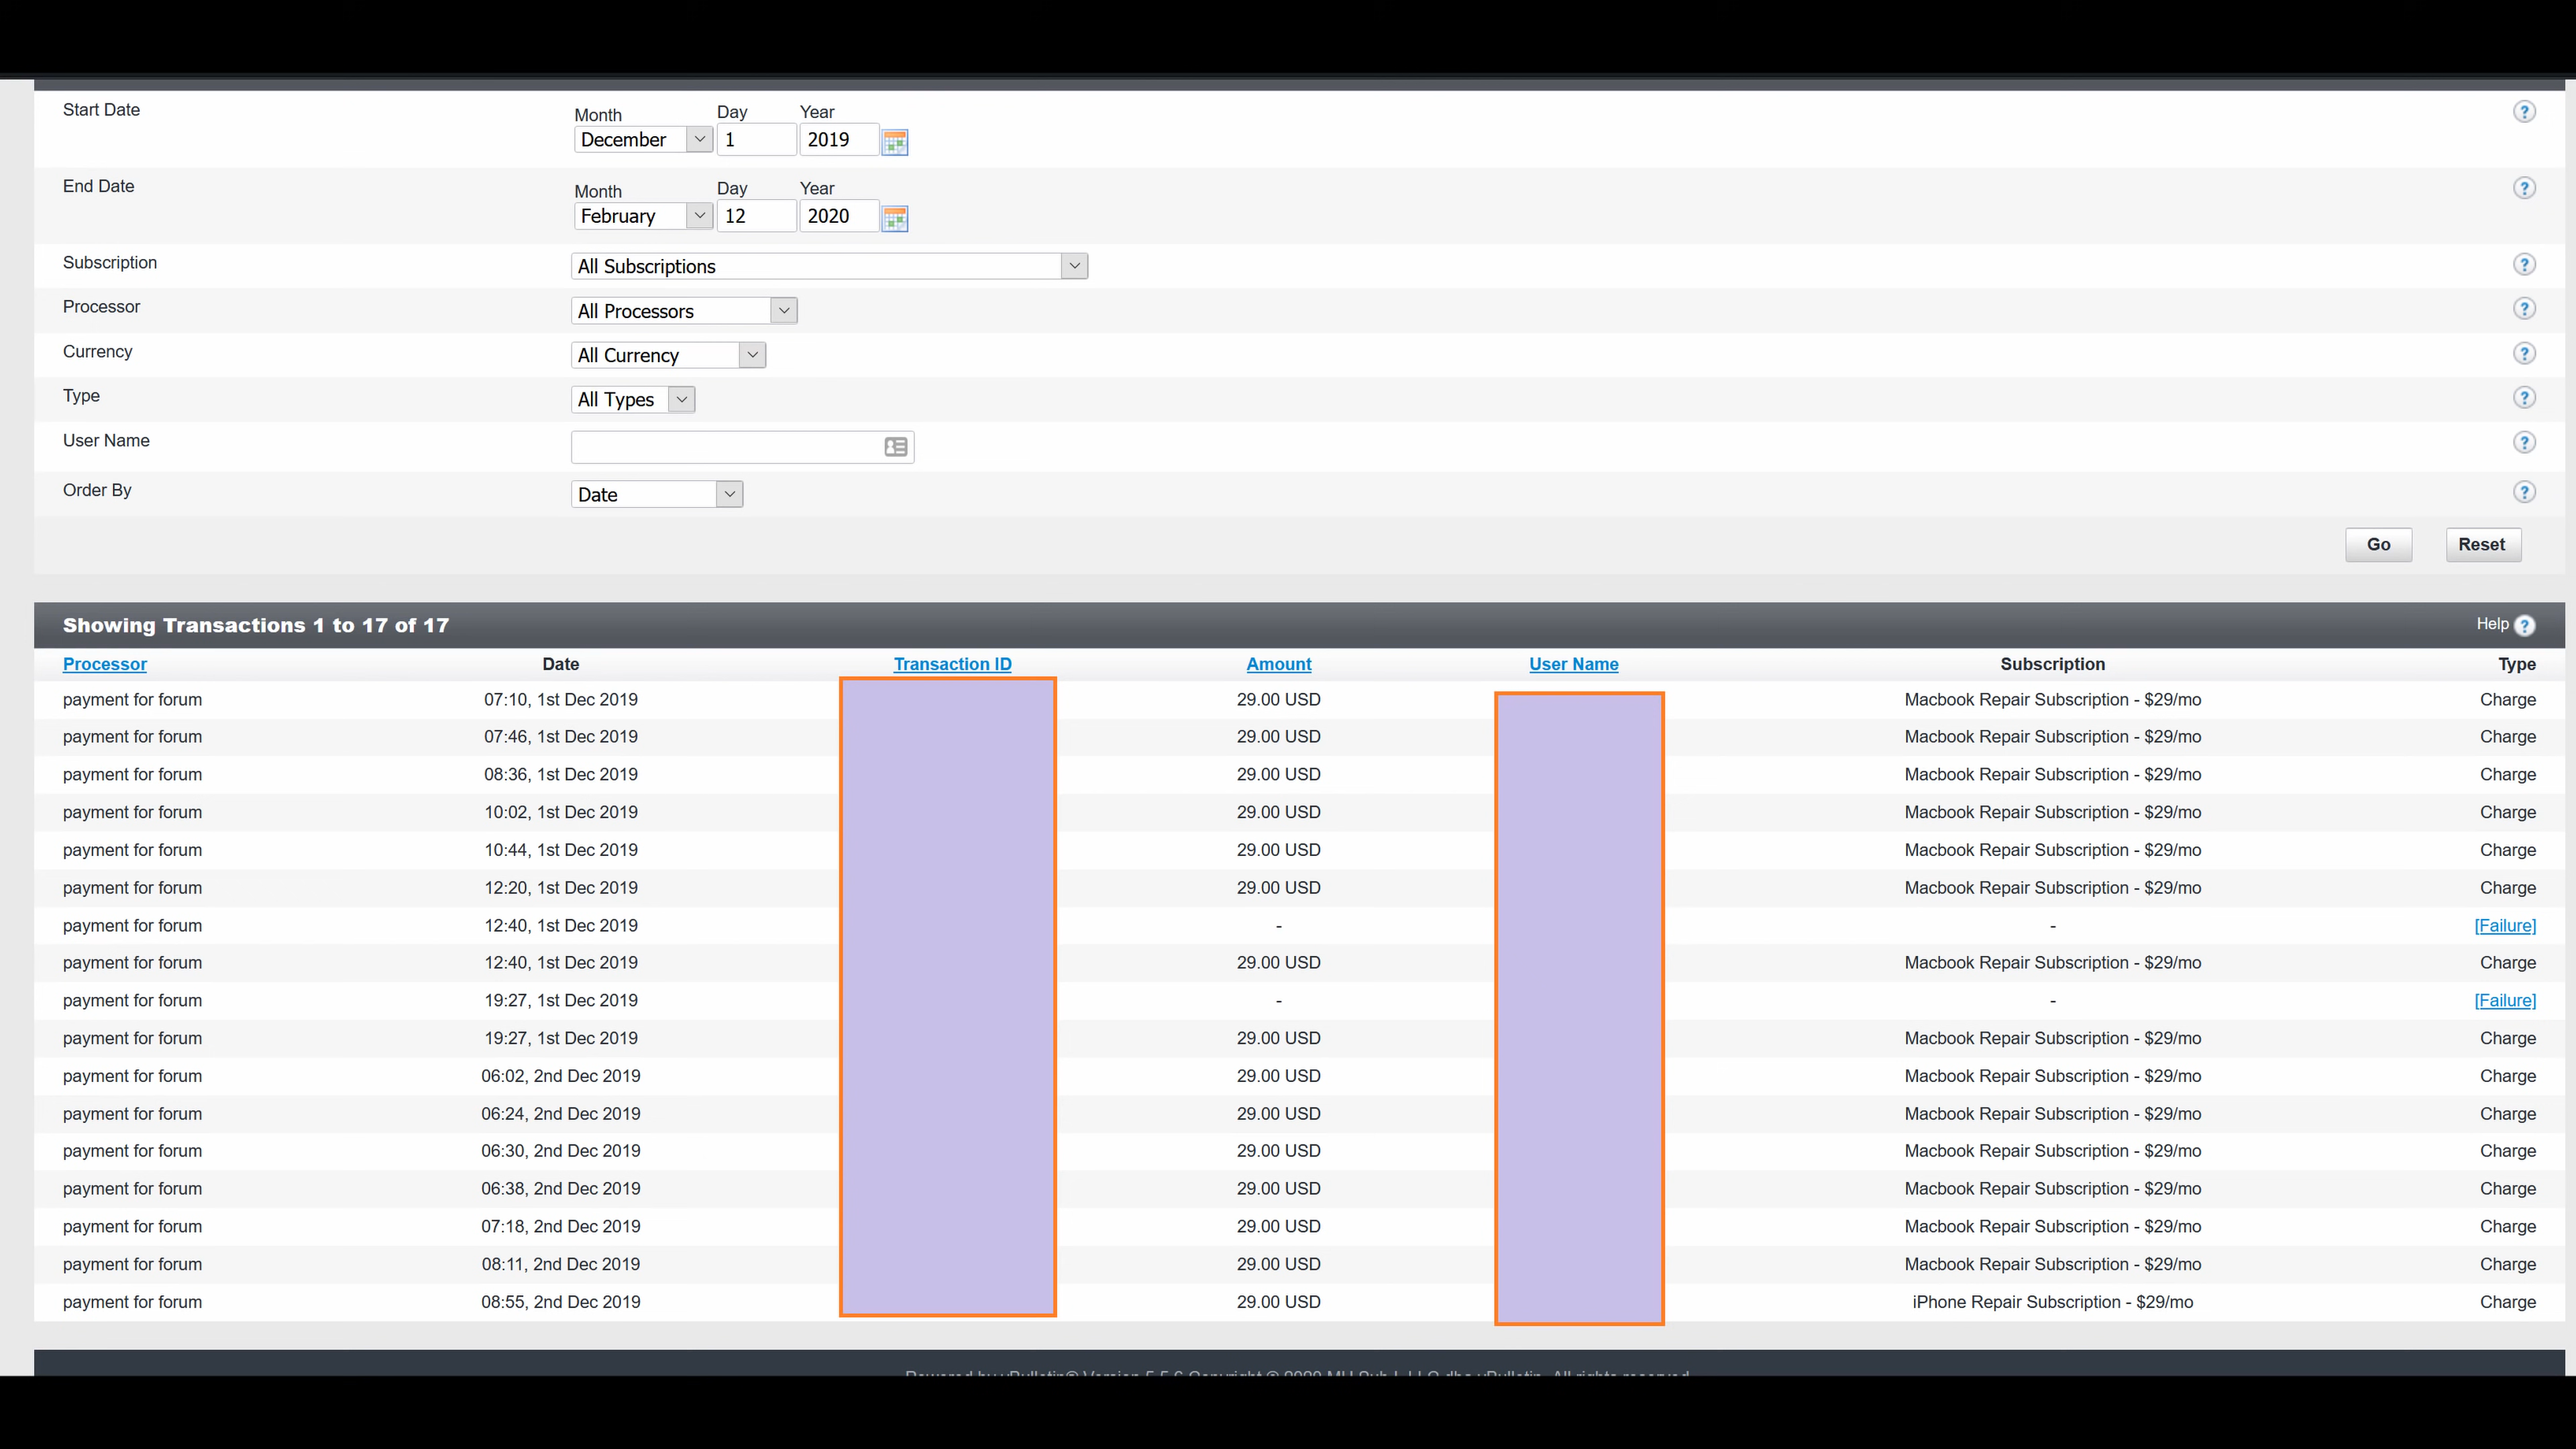 Start Date
Month Day Year
December 1 2019
End Date
Month Day Year
February 12 2020
Subscription All Subscriptions
Processor All Processors
Currency All Currency
Type All Types
User Name
Order By Date
Go Reset
Showing Transactions 1 to 17 of 17 Help
Processor Date Transaction ID Amount User Name Subscription Type
payment for forum 07:10, 1st Dec 2019 29.00 USD Macbook Repair Subscription - $29/mo Charge
payment for forum 07:46, 1st Dec 2019 29.00 USD Macbook Repair Subscription - $29/mo Charge
payment for forum 08:36, 1st Dec 2019 29.00 USD Macbook Repair Subscription - $29/mo Charge
payment for forum 10:02, 1st Dec 2019 29.00 USD Macbook Repair Subscription - $29/mo Charge
payment for forum 10:44, 1st Dec 2019 29.00 USD Macbook Repair Subscription - $29/mo Charge
payment for forum 12:20, 1st Dec 2019 29.00 USD Macbook Repair Subscription - $29/mo Charge
payment for forum 12:40, 1st Dec 2019 - - [Failure]
payment for forum 12:40, 1st Dec 2019 29.00 USD Macbook Repair Subscription - $29/mo Charge
payment for forum 19:27, 1st Dec 2019 - - [Failure]
payment for forum 19:27, 1st Dec 2019 29.00 USD Macbook Repair Subscription - $29/mo Charge
payment for forum 06:02, 2nd Dec 2019 29.00 USD Macbook Repair Subscription - $29/mo Charge
payment for forum 06:24, 2nd Dec 2019 29.00 USD Macbook Repair Subscription - $29/mo Charge
payment for forum 06:30, 2nd Dec 2019 29.00 USD Macbook Repair Subscription - $29/mo Charge
payment for forum 06:38, 2nd Dec 2019 29.00 USD Macbook Repair Subscription - $29/mo Charge
payment for forum 07:18, 2nd Dec 2019 29.00 USD Macbook Repair Subscription - $29/mo Charge
payment for forum 08:11, 2nd Dec 2019 29.00 USD Macbook Repair Subscription - $29/mo Charge
payment for forum 08:55, 2nd Dec 2019 29.00 USD iPhone Repair Subscription - $29/mo Charge